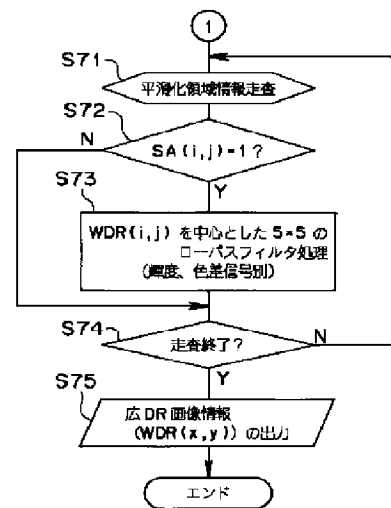 1
S71
平滑化領域情報走査
S72
N
SA(i,j)=1?
S73
Y
WDR(i,j)を中心とした5*5の
ローパスフィルタ処理
(輝度、色差信号別)
S74
走査終了?
N
Y
S75
広DR画像情報
(WDR(x,y))の出力
エンド